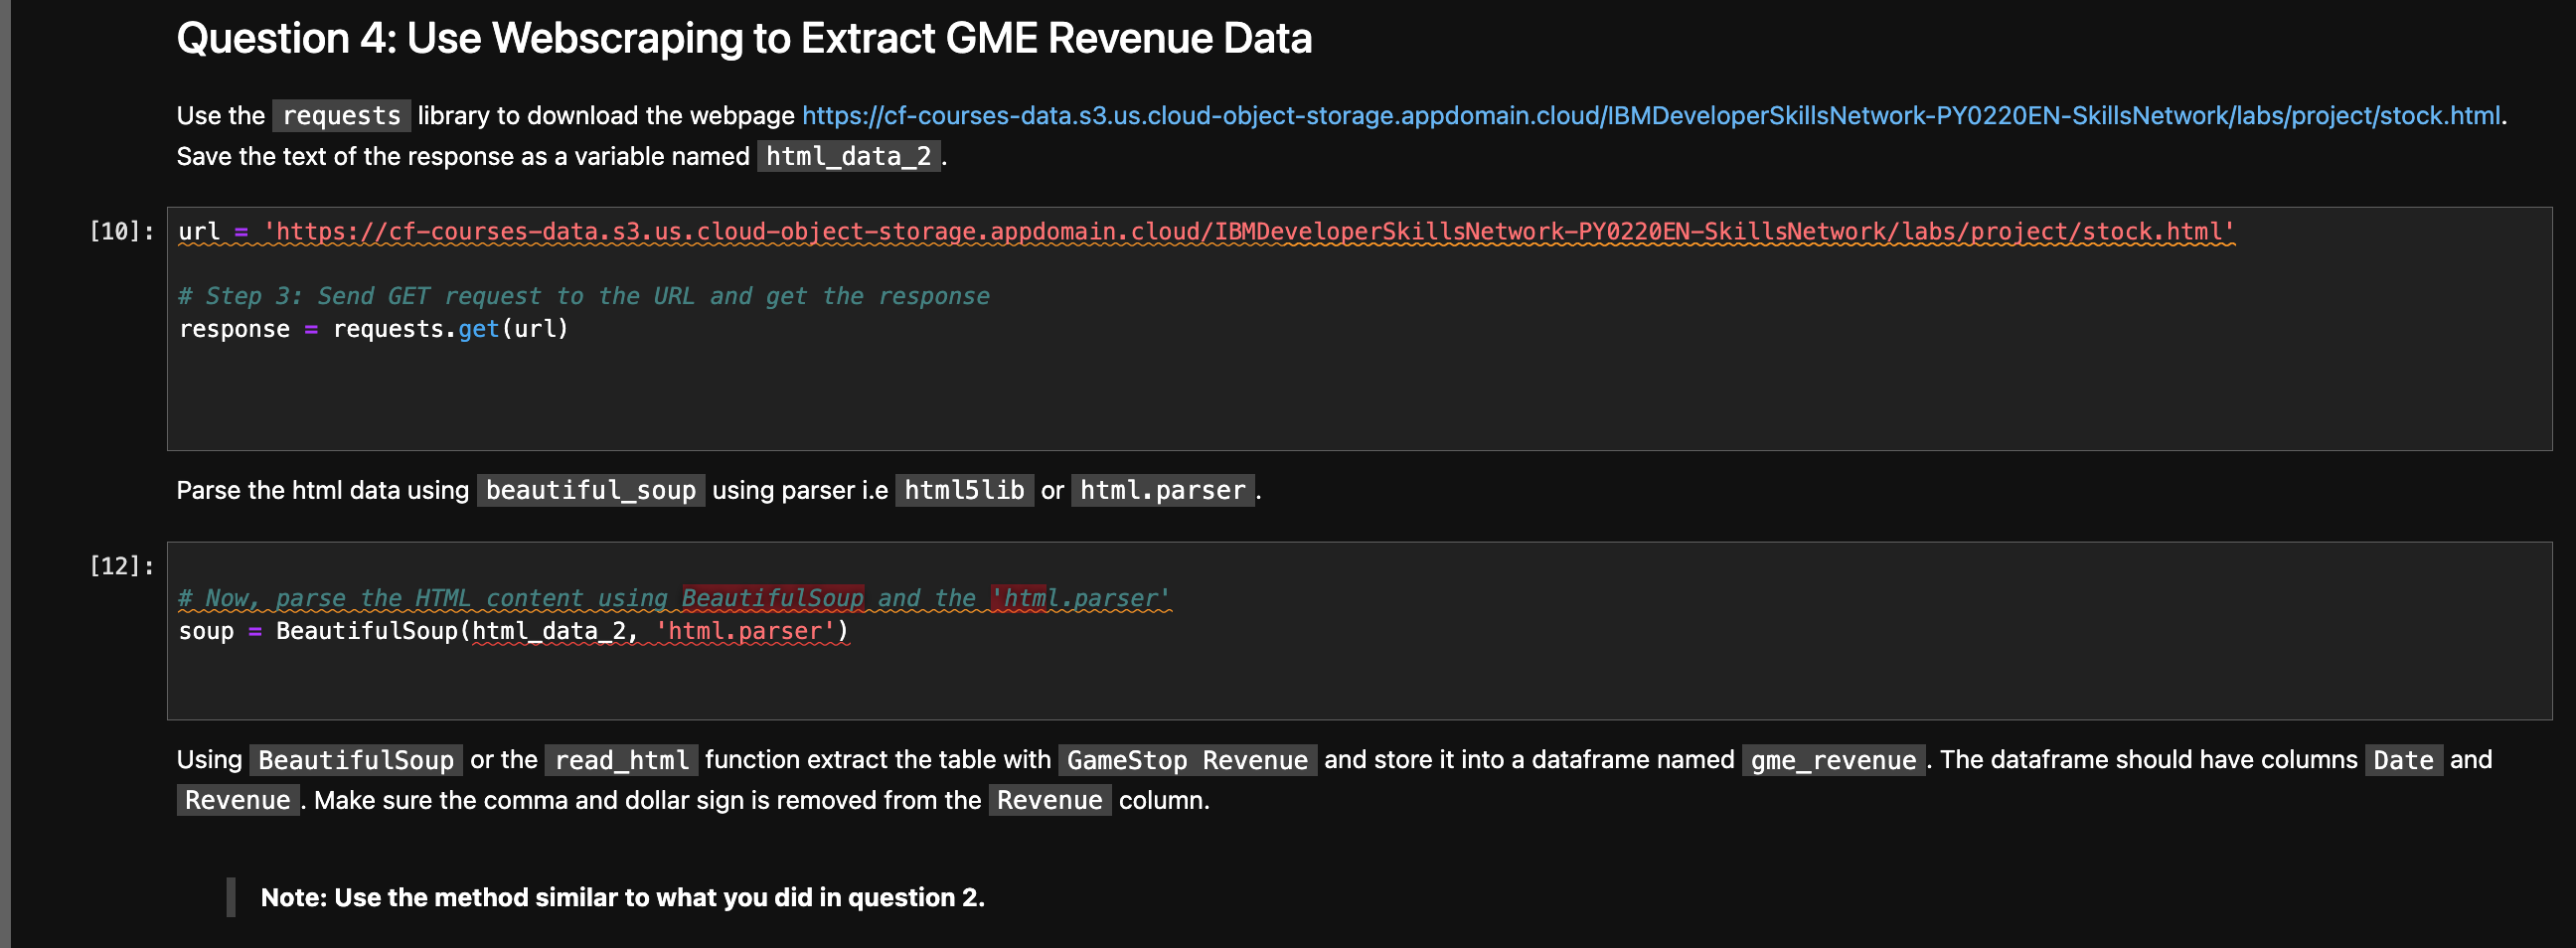 Question 4: Use Webscraping to Extract GME Revenue Data
Use the requests library to download the webpage https://cf-courses-data.s3.us.cloud-object-storage.appdomain.cloud/IBMDeveloperSkillsNetwork-PY0220EN-SkillsNetwork/labs/project/stock.html.
Save the text of the response as a variable named html_data_2.
[10]: url = 'https://cf-courses-data.s3.us.cloud-object-storage.appdomain.cloud/IBMDeveloperSkillsNetwork-PY0220EN-SkillsNetwork/labs/project/stock.html'
# Step 3: Send GET request to the URL and get the response
response = requests.get(url)
Parse the html data using beautiful_soup using parser i.e html5lib or html.parser.
[12]:
# Now, parse the HTML content using BeautifulSoup and the 'html.parser'
soup = BeautifulSoup(html_data_2, 'html.parser')
Using BeautifulSoup or the read_html function extract the table with GameStop Revenue and store it into a dataframe named gme_revenue. The dataframe should have columns Date and
Revenue. Make sure the comma and dollar sign is removed from the Revenue column.
Note: Use the method similar to what you did in question 2.